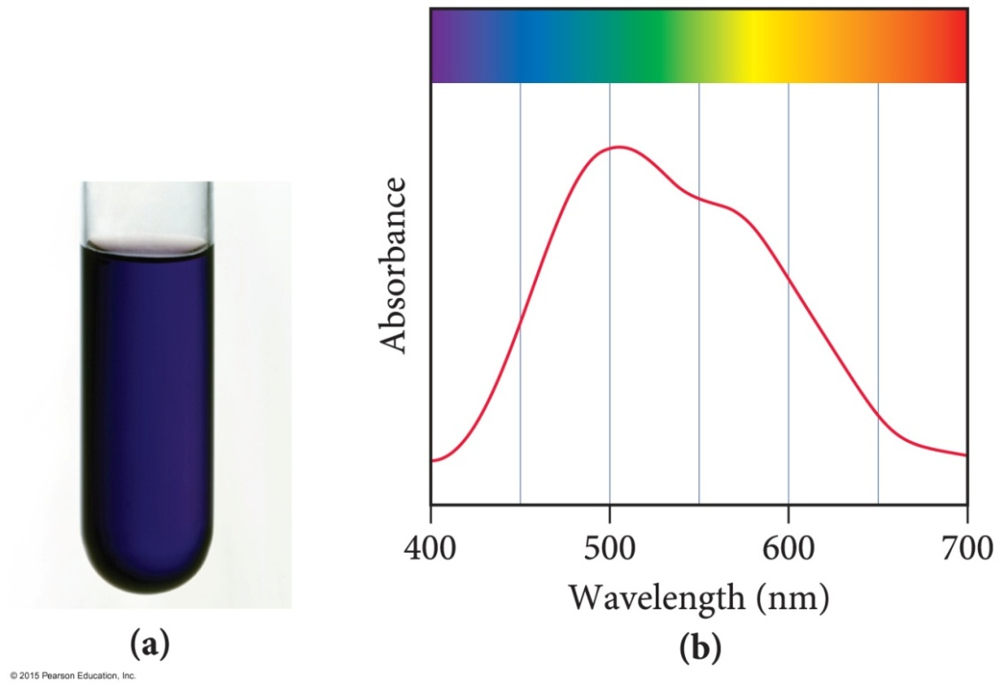 Absorbance
400 500 600 700
Wavelength (nm)
(a) (b)
© 2015 Pearson Education, Inc.